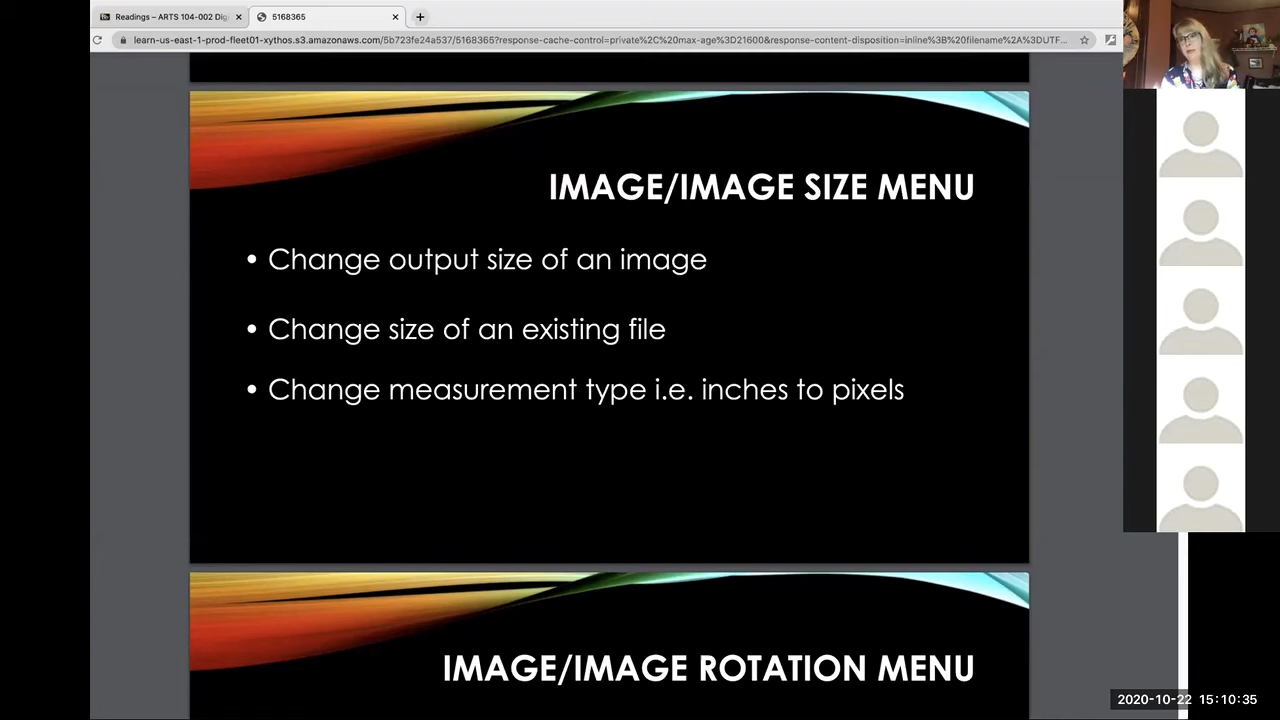 Readings – ARTS 104-002 Dig
5168365
learn-us-east-1-prod-fleet01-xythos.s3.amazonaws.com/5b723fe24a537/5168365?response-cache-control=private%2C%20max-age%3D21600&response-content-disposition=inline%3B%20filename%2A%3DUTF...
IMAGE/IMAGE SIZE MENU
• Change output size of an image
• Change size of an existing file
• Change measurement type i.e. inches to pixels
IMAGE/IMAGE ROTATION MENU
2020-10-22 15:10:35